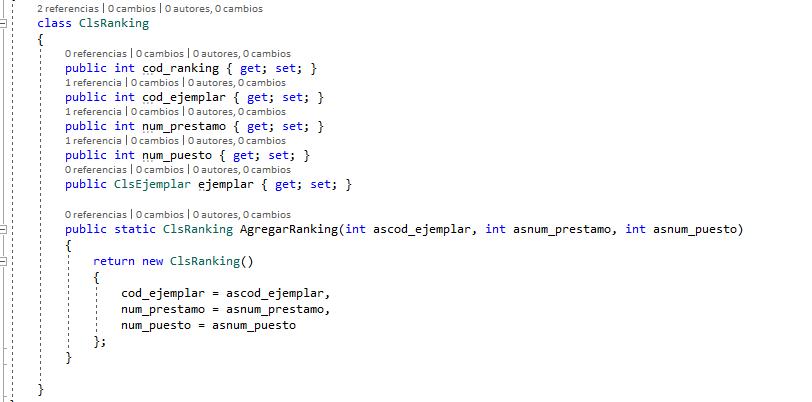 2 referencias | 0 cambios | 0 autores, 0 cambios
class ClsRanking
{
0 referencias | 0 cambios | 0 autores, 0 cambios
public int cod_ranking { get; set; }
1 referencia | 0 cambios | 0 autores, 0 cambios
public int cod_ejemplar { get; set; }
1 referencia | 0 cambios | 0 autores, 0 cambios
public int num_prestamo { get; set; }
1 referencia | 0 cambios | 0 autores, 0 cambios
public int num_puesto { get; set; }
0 referencias | 0 cambios | 0 autores, 0 cambios
public ClsEjemplar ejemplar { get; set; }
0 referencias | 0 cambios | 0 autores, 0 cambios
public static ClsRanking AgregarRanking(int ascod_ejemplar, int asnum_prestamo, int asnum_puesto)
{
return new ClsRanking()
{
cod_ejemplar = ascod_ejemplar,
num_prestamo = asnum_prestamo,
num_puesto = asnum_puesto
};
}
}